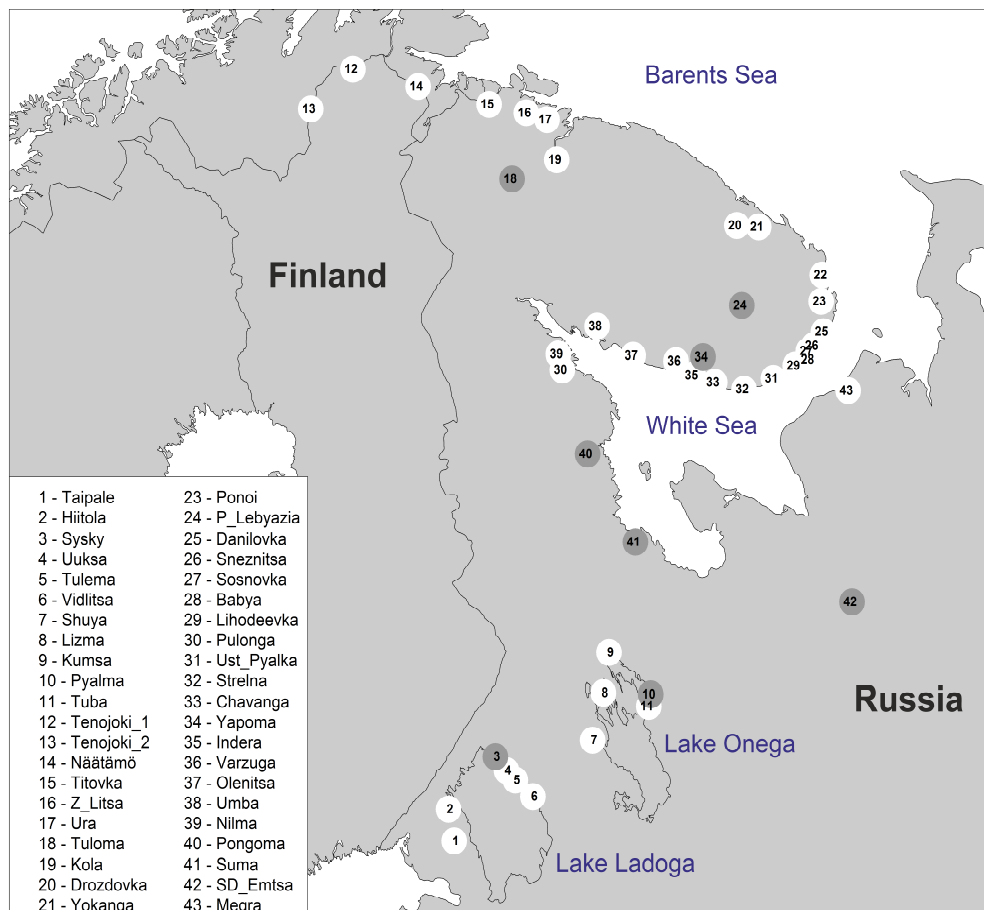 Barents Sea
12
14
13
15
16
17
19
18
20
21
Finland
22
23
24
25
38
26
27
28
39
37
36
34
29
30
35
33
32
31
43
White Sea
40
41
42
9
8
10
11
Russia
7
Lake Onega
3
4
5
6
2
1
Lake Ladoga
1 - Taipale
2 - Hiitola
3 - Sysky
4 - Uuksa
5 - Tulema
6 - Vidlitsa
7 - Shuya
8 - Lizma
9 - Kumsa
10 - Pyalma
11 - Tuba
12 - Tenojoki_1
13 - Tenojoki_2
14 - Näätämö
15 - Titovka
16 - Z_Litsa
17 - Ura
18 - Tuloma
19 - Kola
20 - Drozdovka
21 - Yokanga
23 - Ponoi
24 - P_Lebyazia
25 - Danilovka
26 - Sneznitsa
27 - Sosnovka
28 - Babya
29 - Lihodeevka
30 - Pulonga
31 - Ust_Pyalka
32 - Strelna
33 - Chavanga
34 - Yapoma
35 - Indera
36 - Varzuga
37 - Olenitsa
38 - Umba
39 - Nilma
40 - Pongoma
41 - Suma
42 - SD_Emtsa
43 - Megra